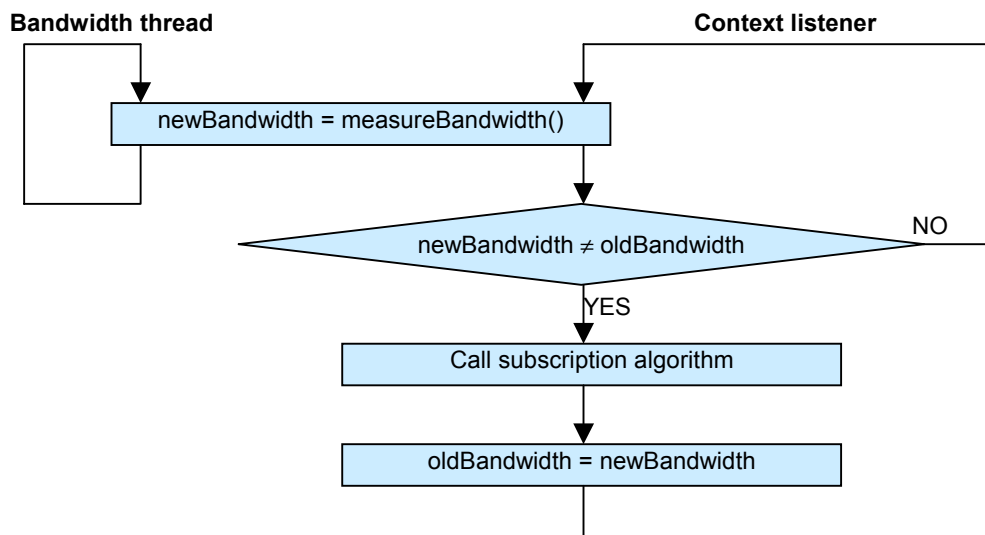 Bandwidth thread
Context listener
newBandwidth = measureBandwidth()
newBandwidth ≠ oldBandwidth
NO
YES
Call subscription algorithm
oldBandwidth = newBandwidth